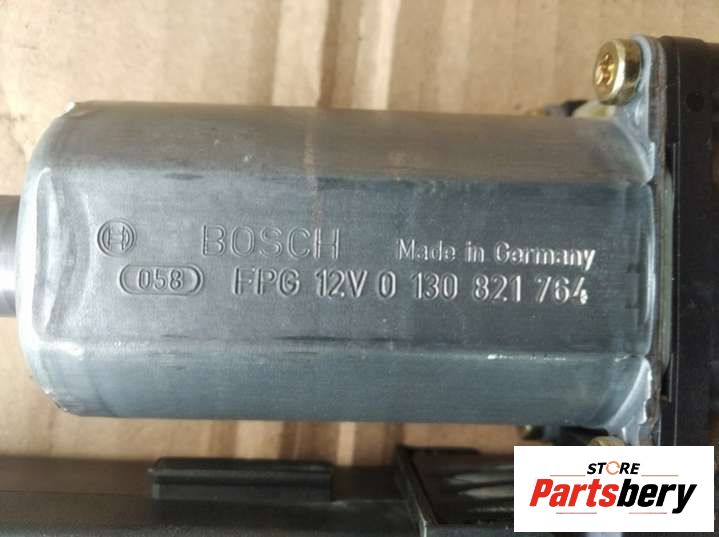 BOSCH Made in Germany
058 FPG 12V 0 130 821 764
STORE
Partsbery